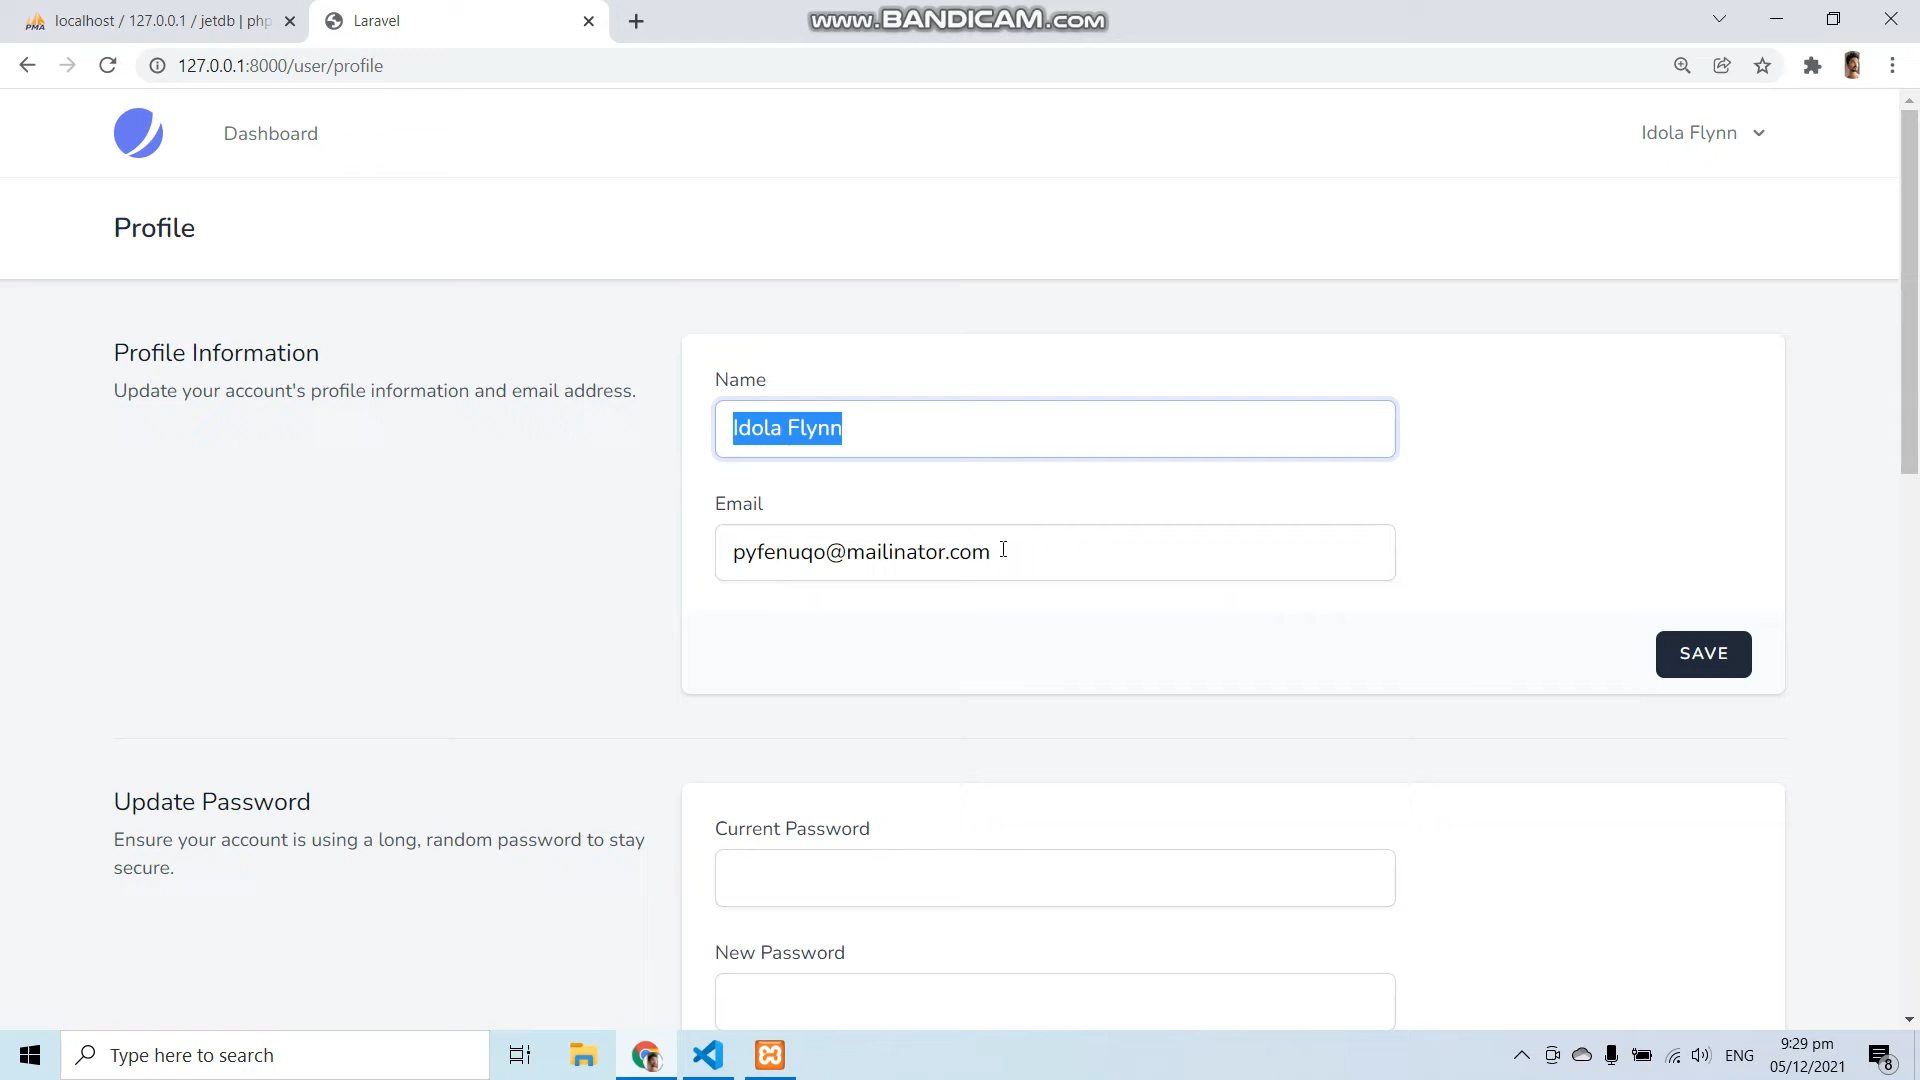 localhost / 127.0.0.1 / jetdb | php
Laravel
www.BANDICAM.com
127.0.0.1:8000/user/profile
Dashboard
Idola Flynn
Profile
Profile Information
Update your account's profile information and email address.
Name
Idola Flynn
Email
pyfenuqo@mailinator.com
SAVE
Update Password
Ensure your account is using a long, random password to stay
secure.
Current Password
New Password
Type here to search
ENG
9:29 pm
05/12/2021
8
PMA